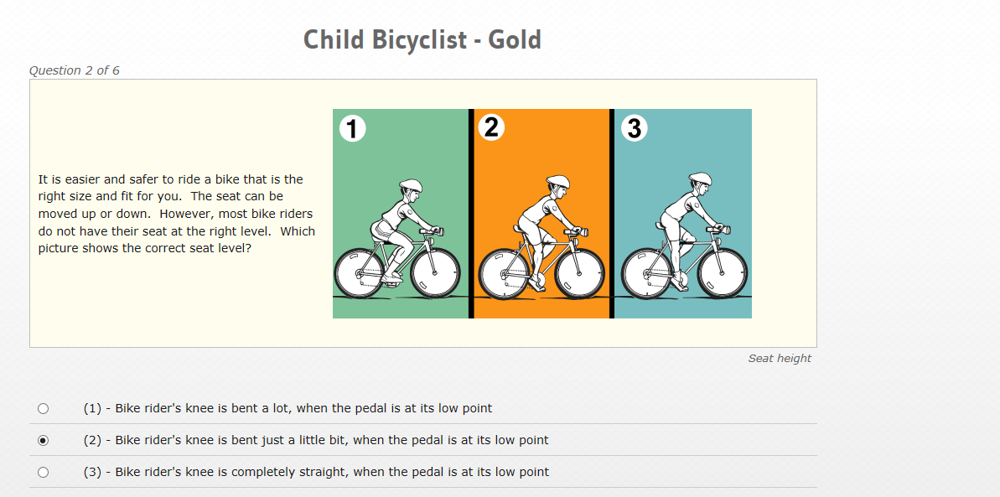 Child Bicyclist - Gold
Question 2 of 6
It is easier and safer to ride a bike that is the
right size and fit for you.  The seat can be
moved up or down.  However, most bike riders
do not have their seat at the right level.  Which
picture shows the correct seat level?
1
2
3
Seat height
(1) - Bike rider's knee is bent a lot, when the pedal is at its low point
(2) - Bike rider's knee is bent just a little bit, when the pedal is at its low point
(3) - Bike rider's knee is completely straight, when the pedal is at its low point